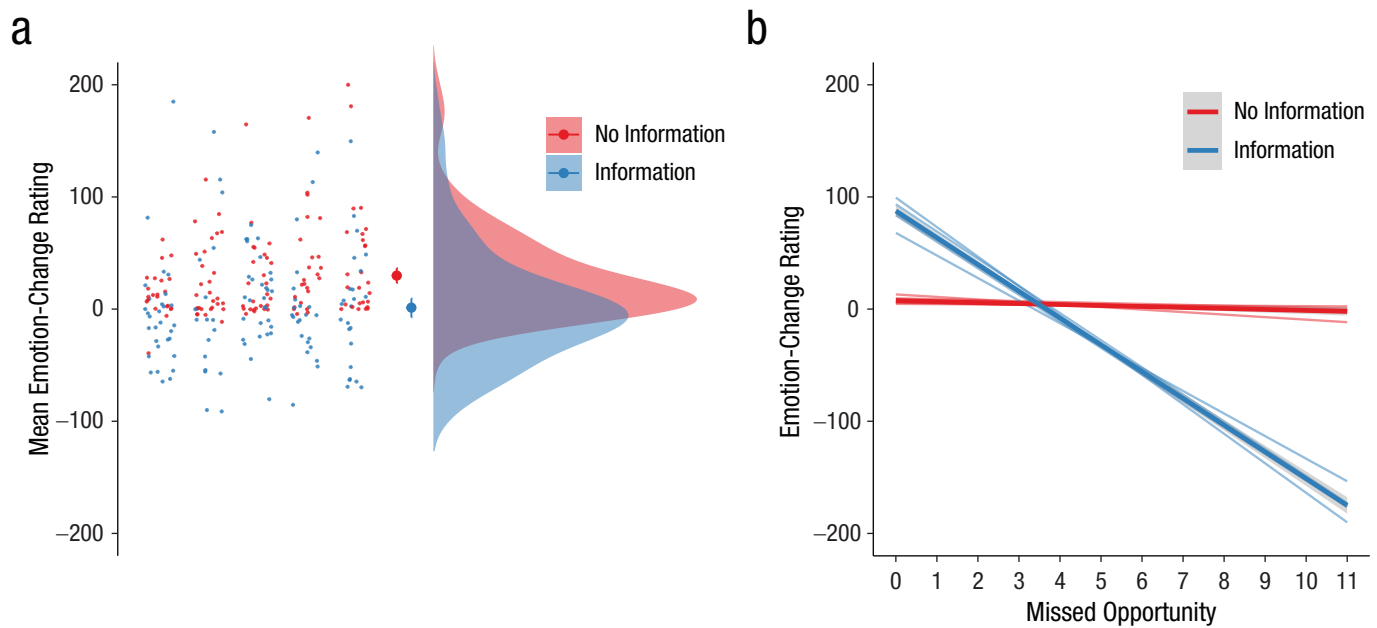 a
Mean Emotion-Change Rating
200
100
0
−100
−200
No Information
Information
b
Emotion-Change Rating
200
100
0
−100
−200
No Information
Information
0 1 2 3 4 5 6 7 8 9 10 11
Missed Opportunity